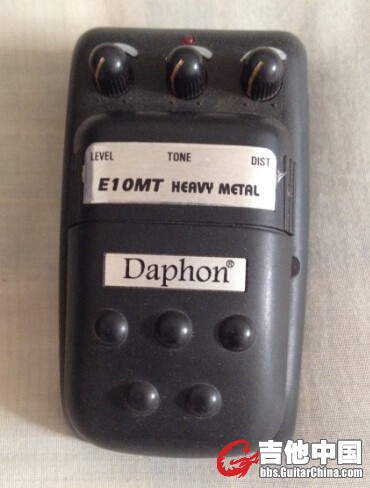 LEVEL TONE DIST
E10MT HEAVY METAL
Daphon®
吉他中国
bbs.GuitarChina.com